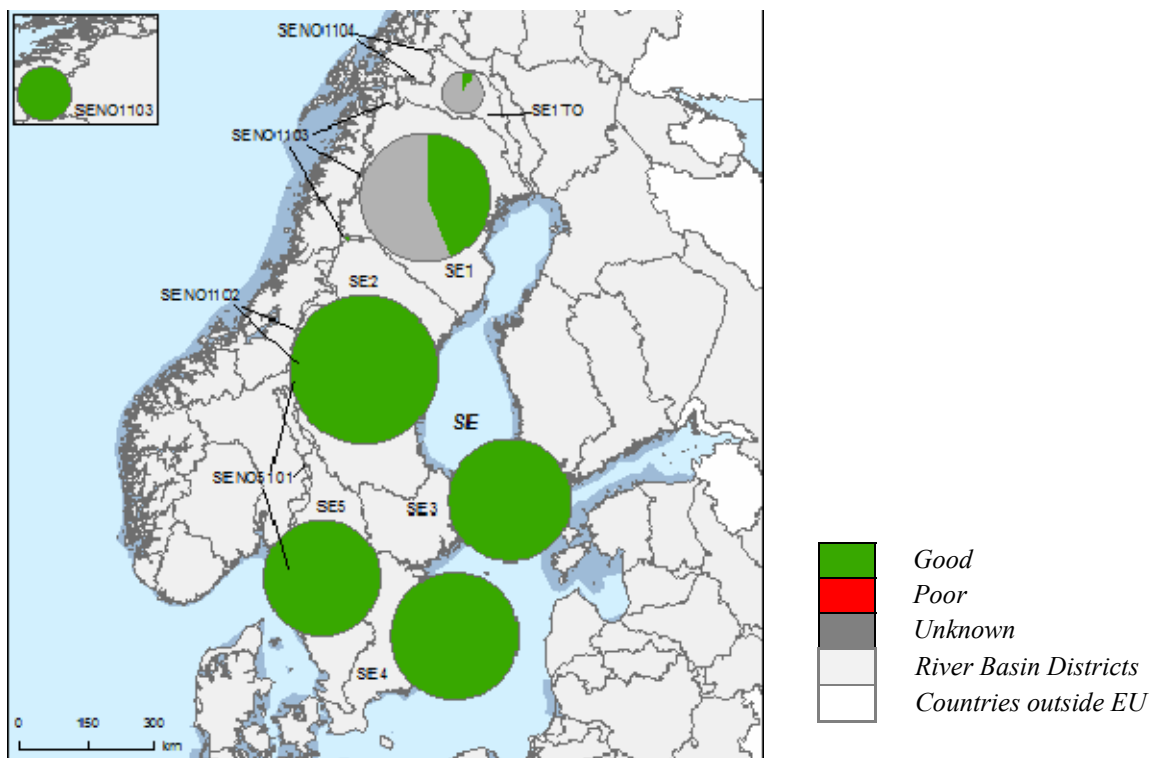 SENO1103
SENO1104
SE1TO
SENO1103
SE1
SE2
SENO1102
SE
SENO5101
SE5
SE3
SE4
0 150 300
km
Good
Poor
Unknown
River Basin Districts
Countries outside EU